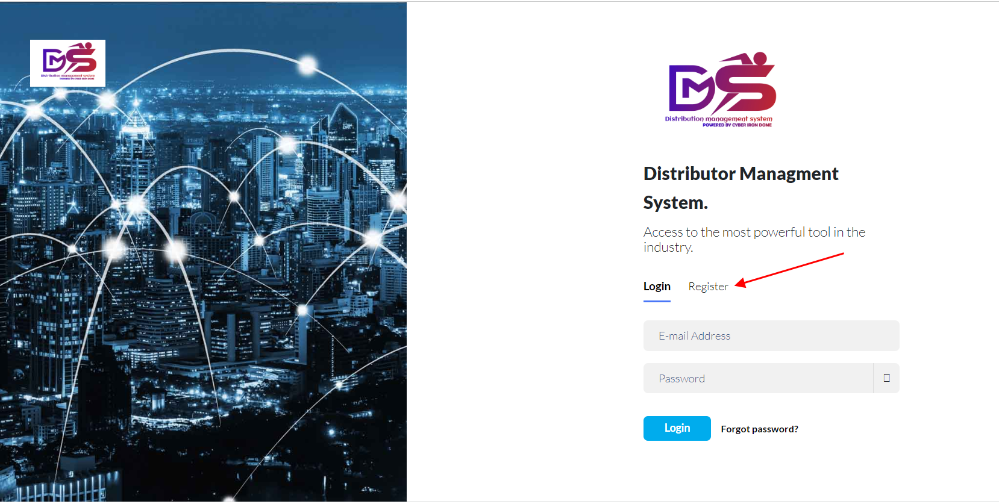 DMS
Distribution management system
POWERED BY CYBER IRON DOME
DMS
Distribution management system
POWERED BY CYBER IRON DOME
Distributor Managment
System.
Access to the most powerful tool in the
industry.
Login Register
E-mail Address
Password
Login Forgot password?